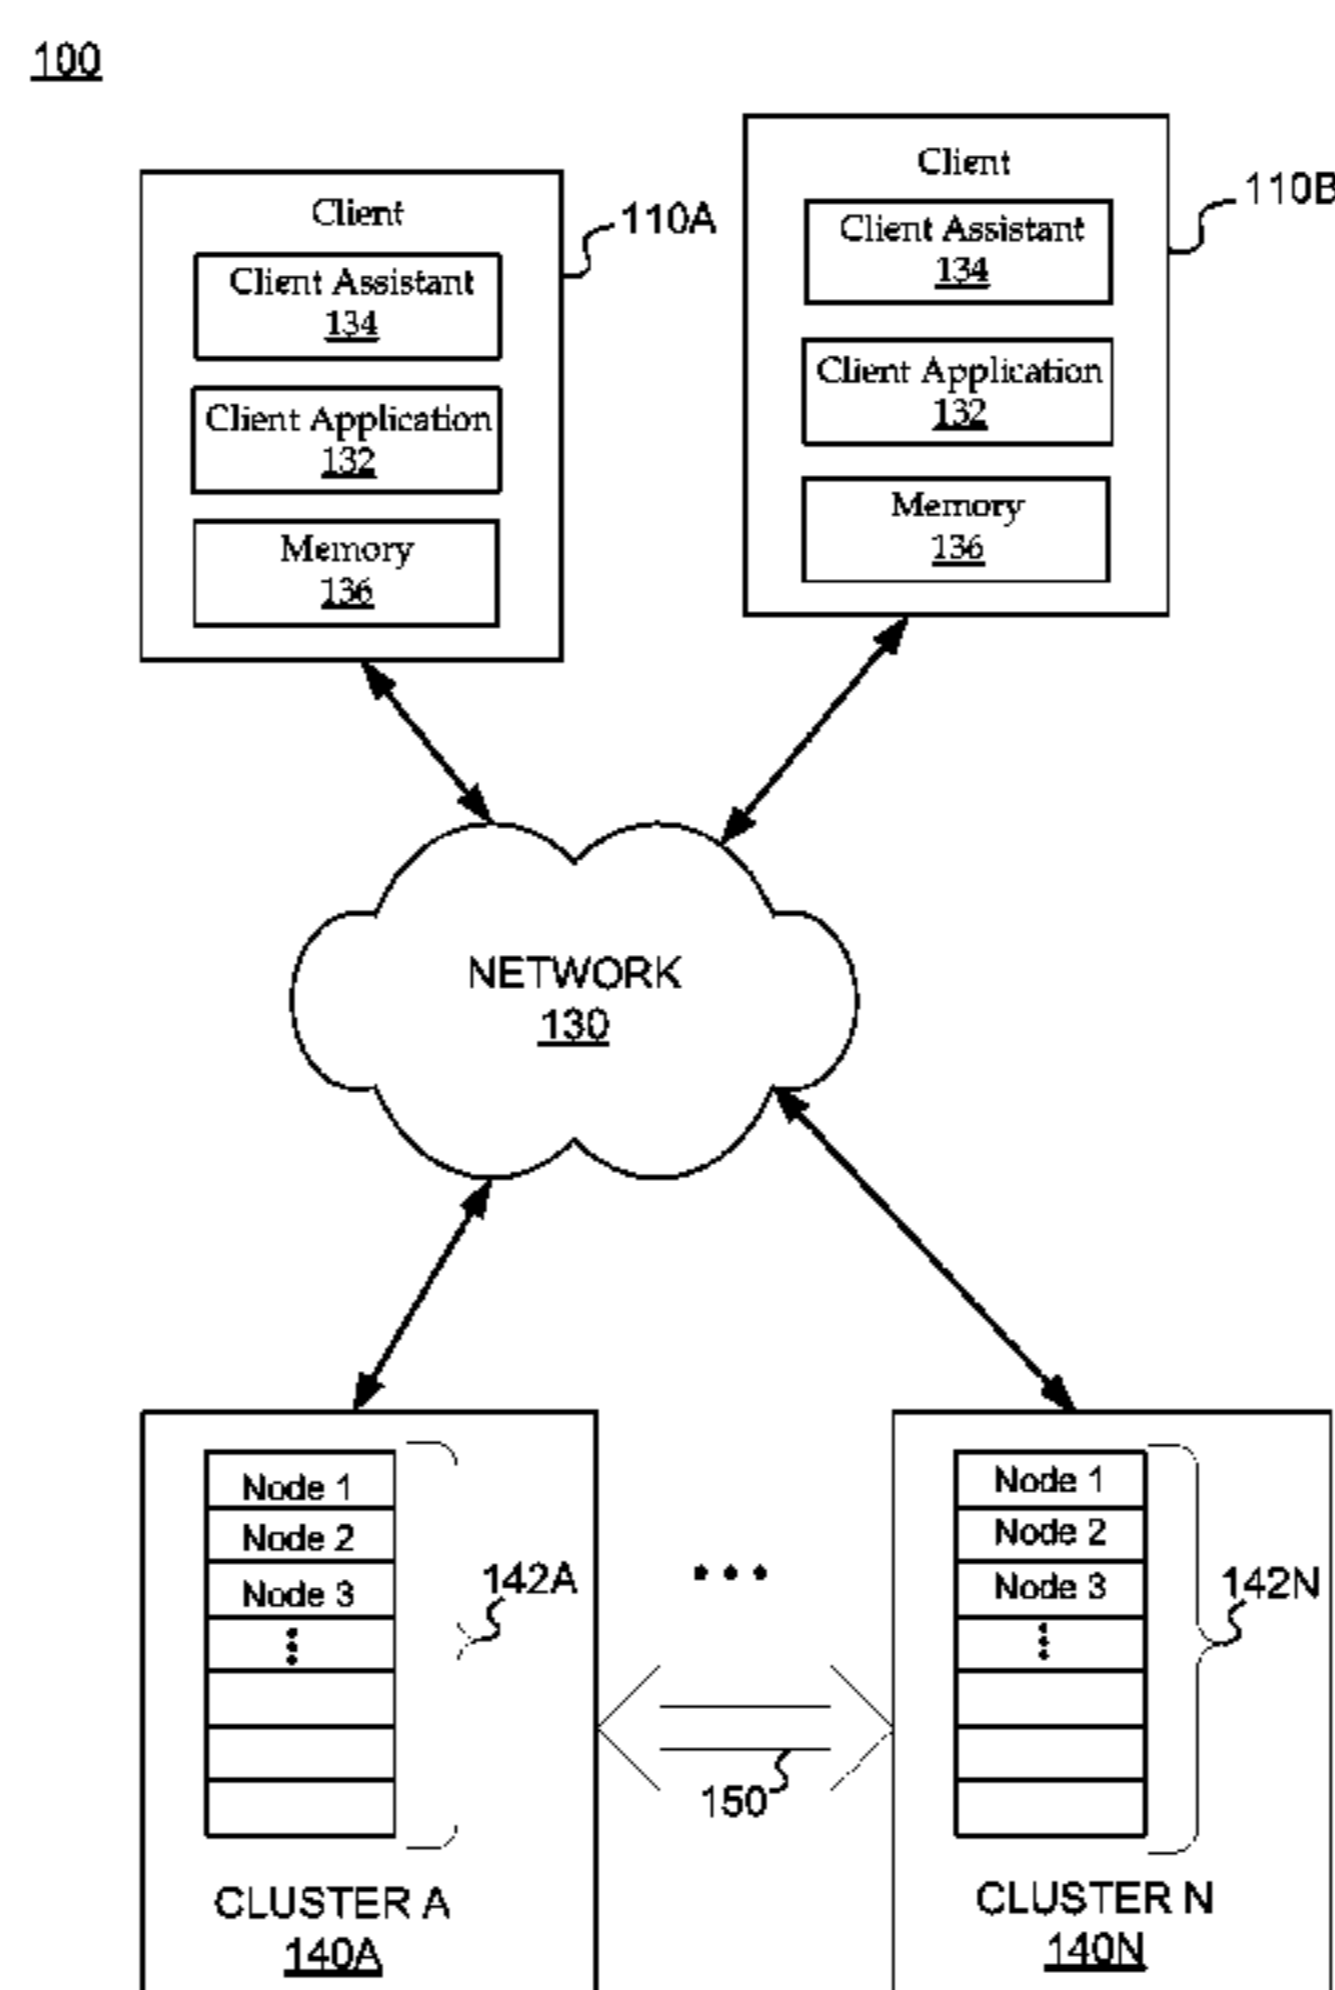 100
Client
110A
Client Assistant
134
Client Application
132
Memory
136
Client
110B
Client Assistant
134
Client Application
132
Memory
136
NETWORK
130
Node 1
Node 2
Node 3
142A
CLUSTER A
140A
150
Node 1
Node 2
Node 3
142N
CLUSTER N
140N